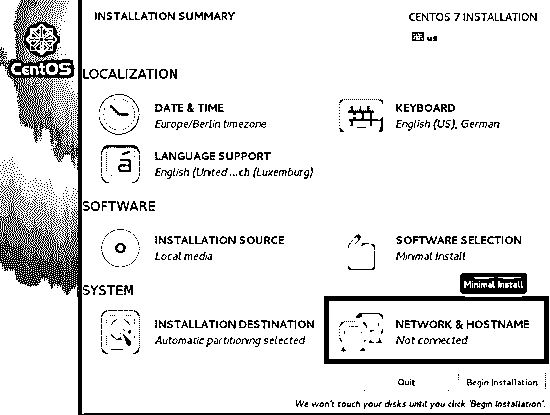 INSTALLATION SUMMARY
CENTOS 7 INSTALLATION
us
CentOS
LOCALIZATION
DATE & TIME
Europe/Berlin timezone
KEYBOARD
English (US), German
LANGUAGE SUPPORT
English (United ...ch (Luxemburg)
SOFTWARE
INSTALLATION SOURCE
Local media
SOFTWARE SELECTION
Minimal Install
Minimal Install
SYSTEM
INSTALLATION DESTINATION
Automatic partitioning selected
NETWORK & HOSTNAME
Not connected
Quit
Begin Installation
We won't touch your disks until you click 'Begin Installation'.